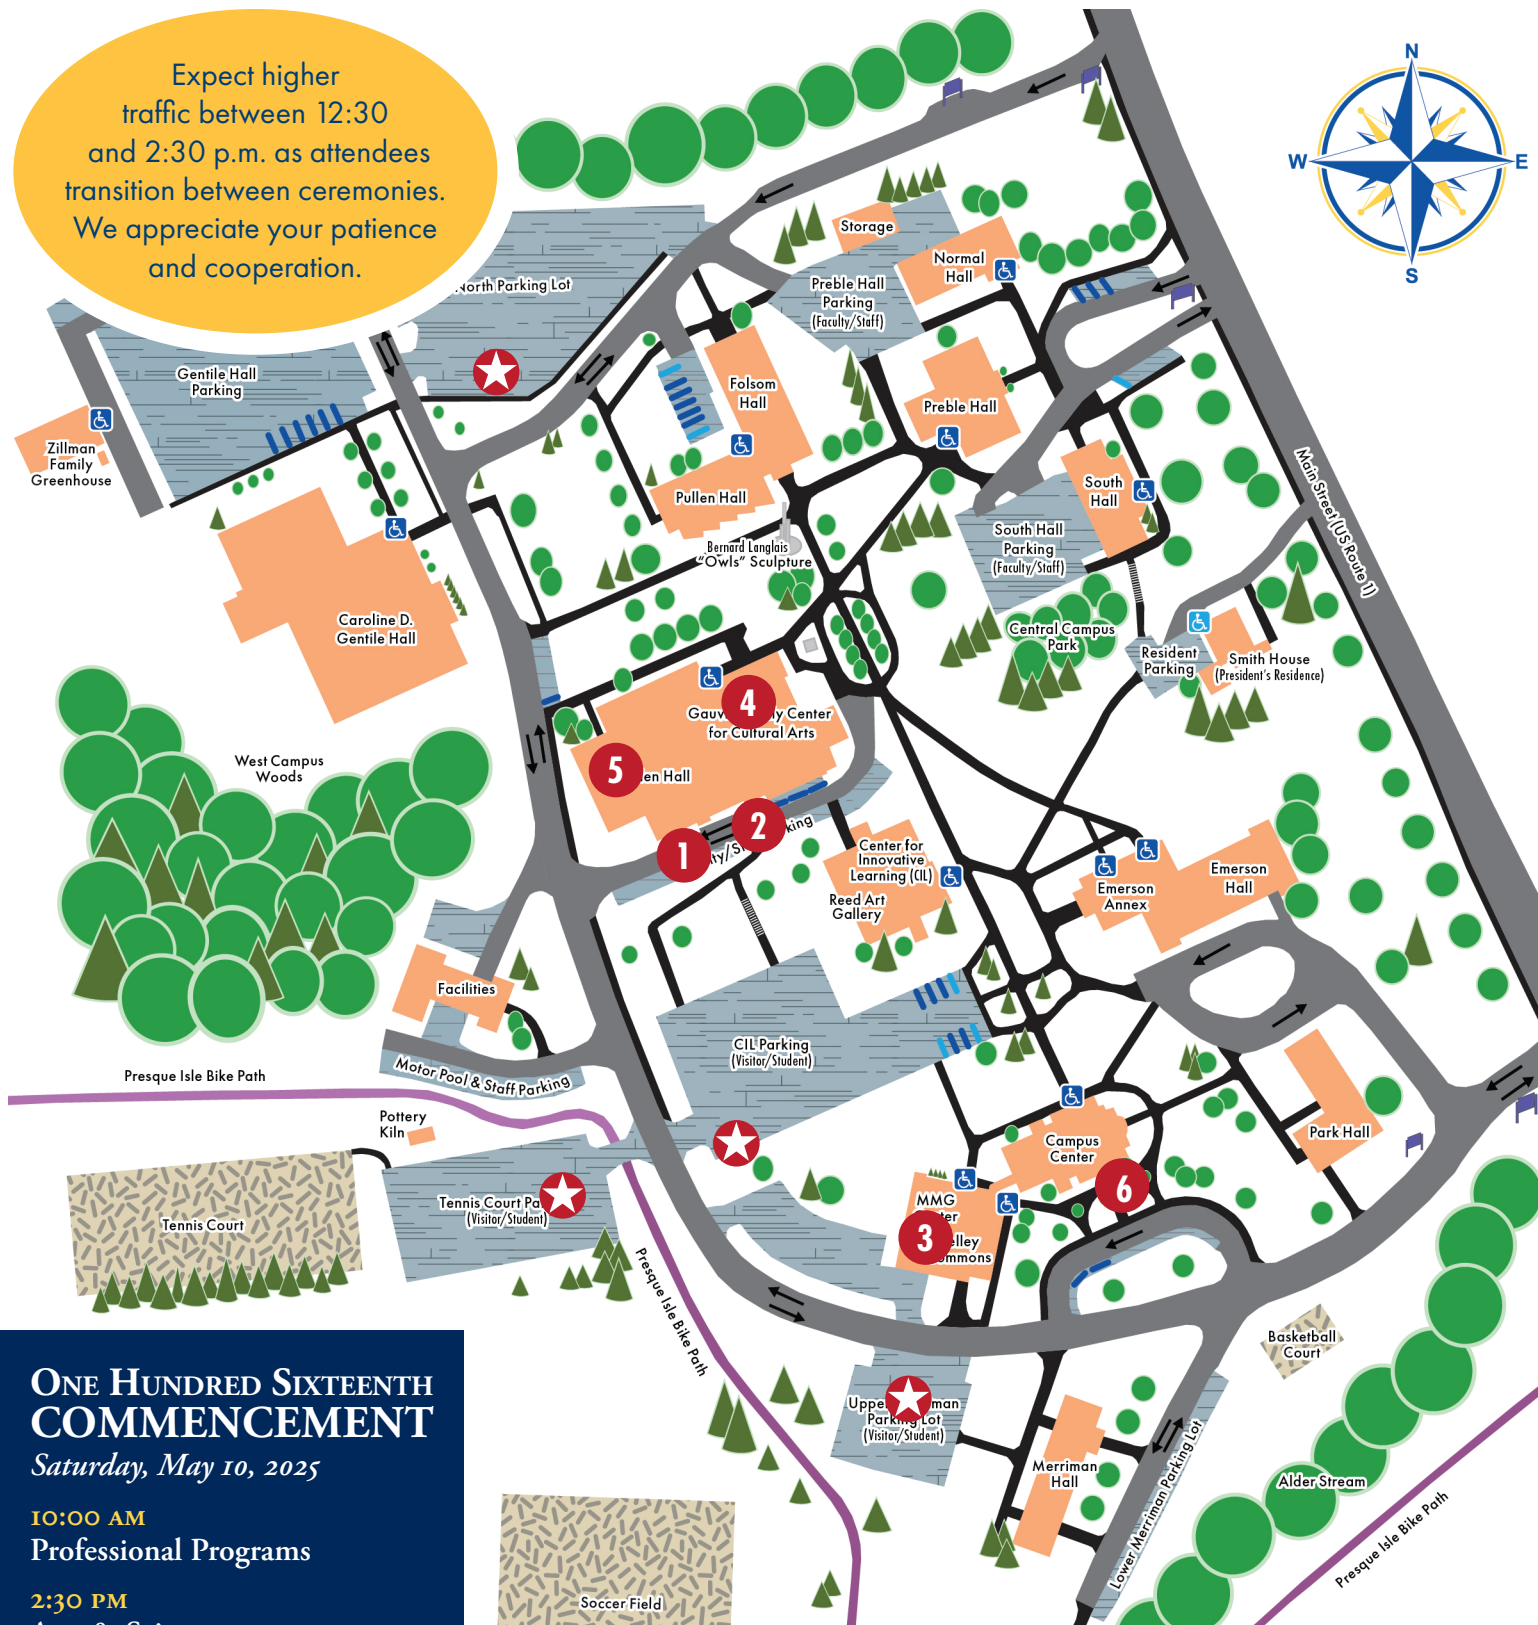 Expect higher
traffic between 12:30
and 2:30 p.m. as attendees
transition between ceremonies.
We appreciate your patience
and cooperation.
N
W
E
S
Storage
Normal
Hall
North Parking Lot
Preble Hall
Parking
(Faculty/Staff)
Gentile Hall
Parking
Folsom
Hall
Preble Hall
Zillman
Family
Greenhouse
Pullen Hall
South
Hall
Main Street (US Route 1)
South Hall
Parking
(Faculty/Staff)
Bernard Langlais
"Owls" Sculpture
Caroline D.
Gentile Hall
Central Campus
Park
Resident
Parking
Smith House
(President's Residence)
4
Center
for Cultural Arts
5
Hall
West Campus
Woods
2
1
Center for
Innovative
Learning (CIL)
Reed Art
Gallery
Emerson
Annex
Emerson
Hall
Facilities
CIL Parking
(Visitor/Student)
Motor Pool & Staff Parking
Presque Isle Bike Path
Pottery
Kiln
Campus
Center
Park Hall
Tennis Court
Tennis Court
(Visitor/Student)
6
MMG
3
Presque Isle Bike Path
Basketball
Court
Upper
Parking Lot
(Visitor/Student)
Merriman
Hall
Lower Merriman Parking Lot
Alder Stream
Presque Isle Bike Path
Soccer Field
One Hundred Sixteenth
COMMENCEMENT
Saturday, May 10, 2025
10:00 AM
Professional Programs
2:30 PM